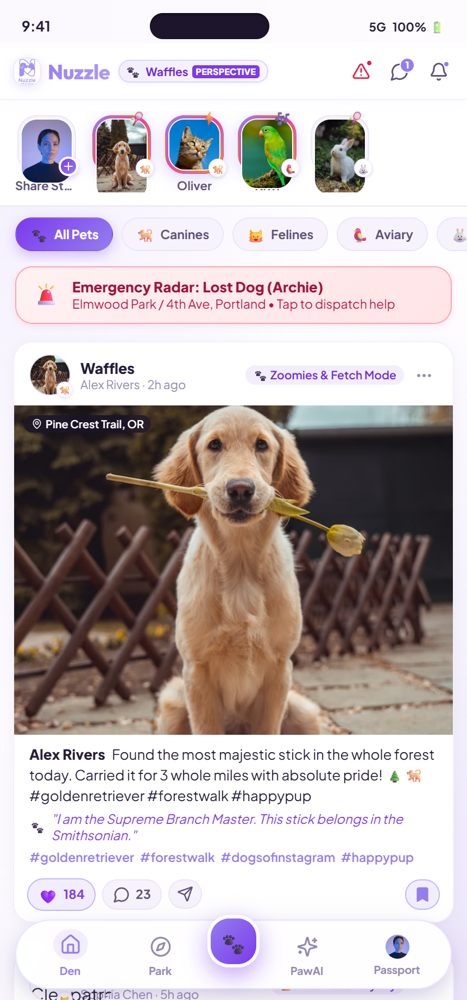 9:41
5G 100%
Nuzzle
Nuzzle
Waffles PERSPECTIVE
1
Share St...
Oliver
All Pets
Canines
Felines
Aviary
Emergency Radar: Lost Dog (Archie)
Elmwood Park / 4th Ave, Portland • Tap to dispatch help
Waffles
Alex Rivers · 2h ago
Zoomies & Fetch Mode
Pine Crest Trail, OR
Alex Rivers Found the most majestic stick in the whole forest
today. Carried it for 3 whole miles with absolute pride! 🌲 🐕
#goldenretriever #forestwalk #happypup
"I am the Supreme Branch Master. This stick belongs in the
Smithsonian."
#goldenretriever #forestwalk #dogsofinstagram #happypup
184
23
Den
Park
PawAI
Passport
Sophia Chen · 5h ago